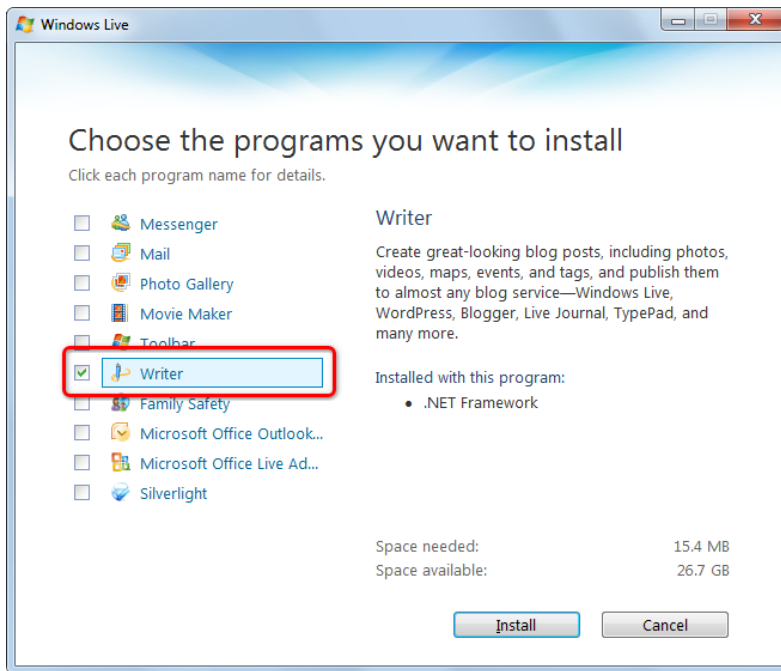 Windows Live
Choose the programs you want to install
Click each program name for details.
Messenger
Mail
Photo Gallery
Movie Maker
Toolbar
Writer
Family Safety
Microsoft Office Outlook...
Microsoft Office Live Ad...
Silverlight
Writer
Create great-looking blog posts, including photos,
videos, maps, events, and tags, and publish them
to almost any blog service—Windows Live,
WordPress, Blogger, Live Journal, TypePad, and
many more.
Installed with this program:
• .NET Framework
Space needed: 15.4 MB
Space available: 26.7 GB
Install Cancel